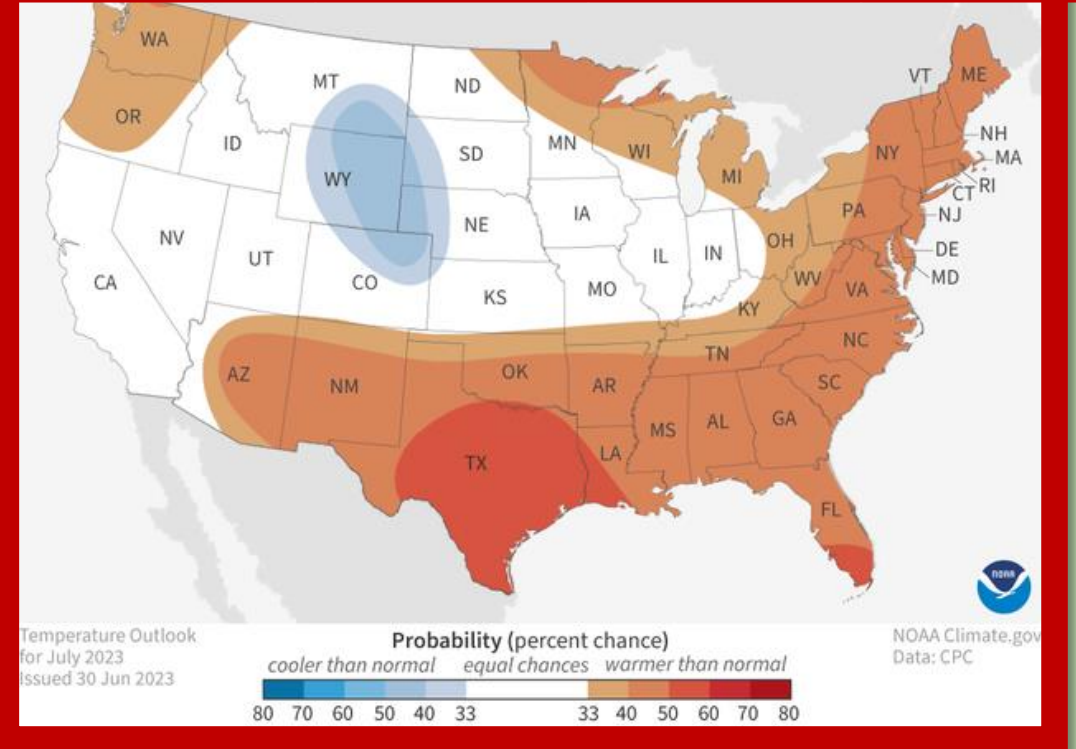 WA
MT
ND
VT
ME
OR
ID
SD
MN
WI
NY
NH
MA
WY
MI
RI
CT
NV
UT
NE
IA
PA
NJ
CA
CO
IL
IN
OH
DE
KS
MO
WV
MD
KY
VA
AZ
NM
OK
AR
TN
NC
SC
TX
MS
AL
GA
LA
FL
NOAA
Temperature Outlook
for July 2023
Issued 30 Jun 2023
Probability (percent chance)
cooler than normal equal chances warmer than normal
80 70 60 50 40 33 33 40 50 60 70 80
NOAA Climate.gov
Data: CPC